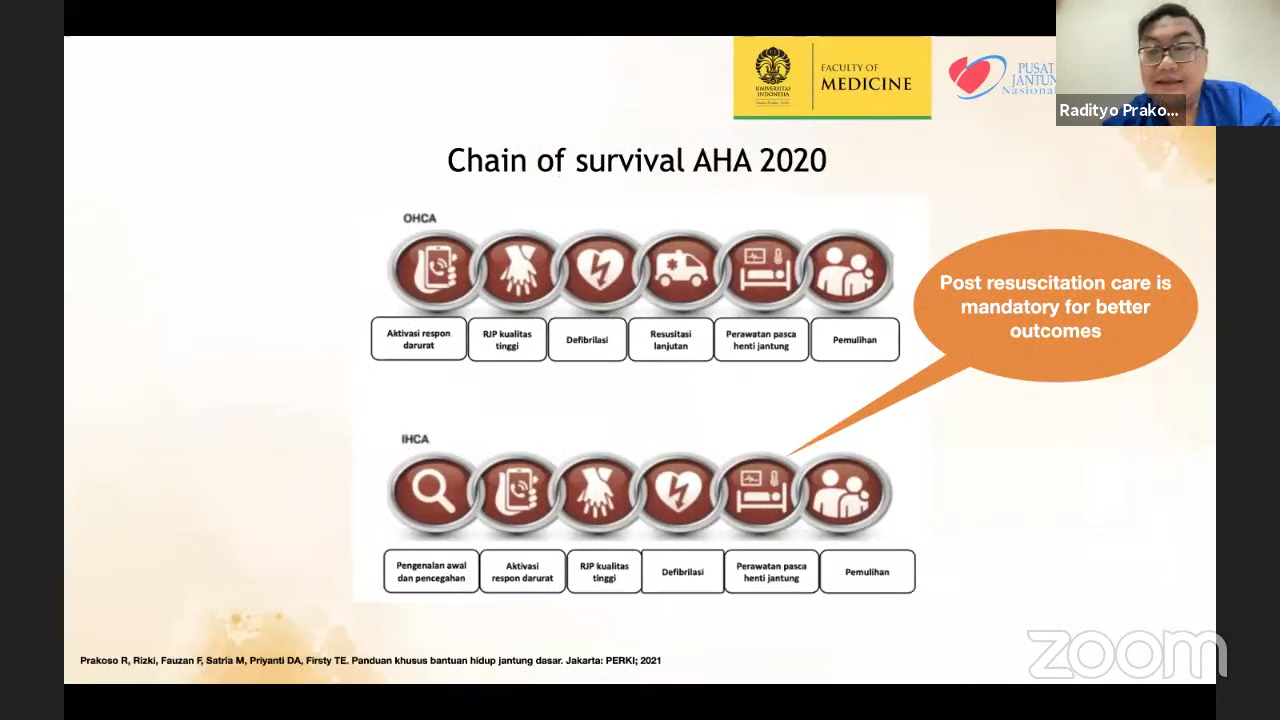 UNIVERSITAS
INDONESIA
FACULTY OF
MEDICINE
PUSAT
JANTUN
Nasional
Radityo Prako...
Chain of survival AHA 2020
OHCA
Aktivasi respon
darurat
RJP kualitas
tinggi
Defibrilasi
Resusitasi
lanjutan
Perawatan pasca
henti jantung
Pemulihan
Post resuscitation care is
mandatory for better
outcomes
IHCA
Pengenalan awal
dan pencegahan
Aktivasi
respon darurat
RJP kualitas
tinggi
Defibrilasi
Perawatan pasca
henti jantung
Pemulihan
Prakoso R, Rizki, Fauzan F, Satria M, Priyanti DA, Firsty TE. Panduan khusus bantuan hidup jantung dasar. Jakarta: PERKI; 2021
zoom